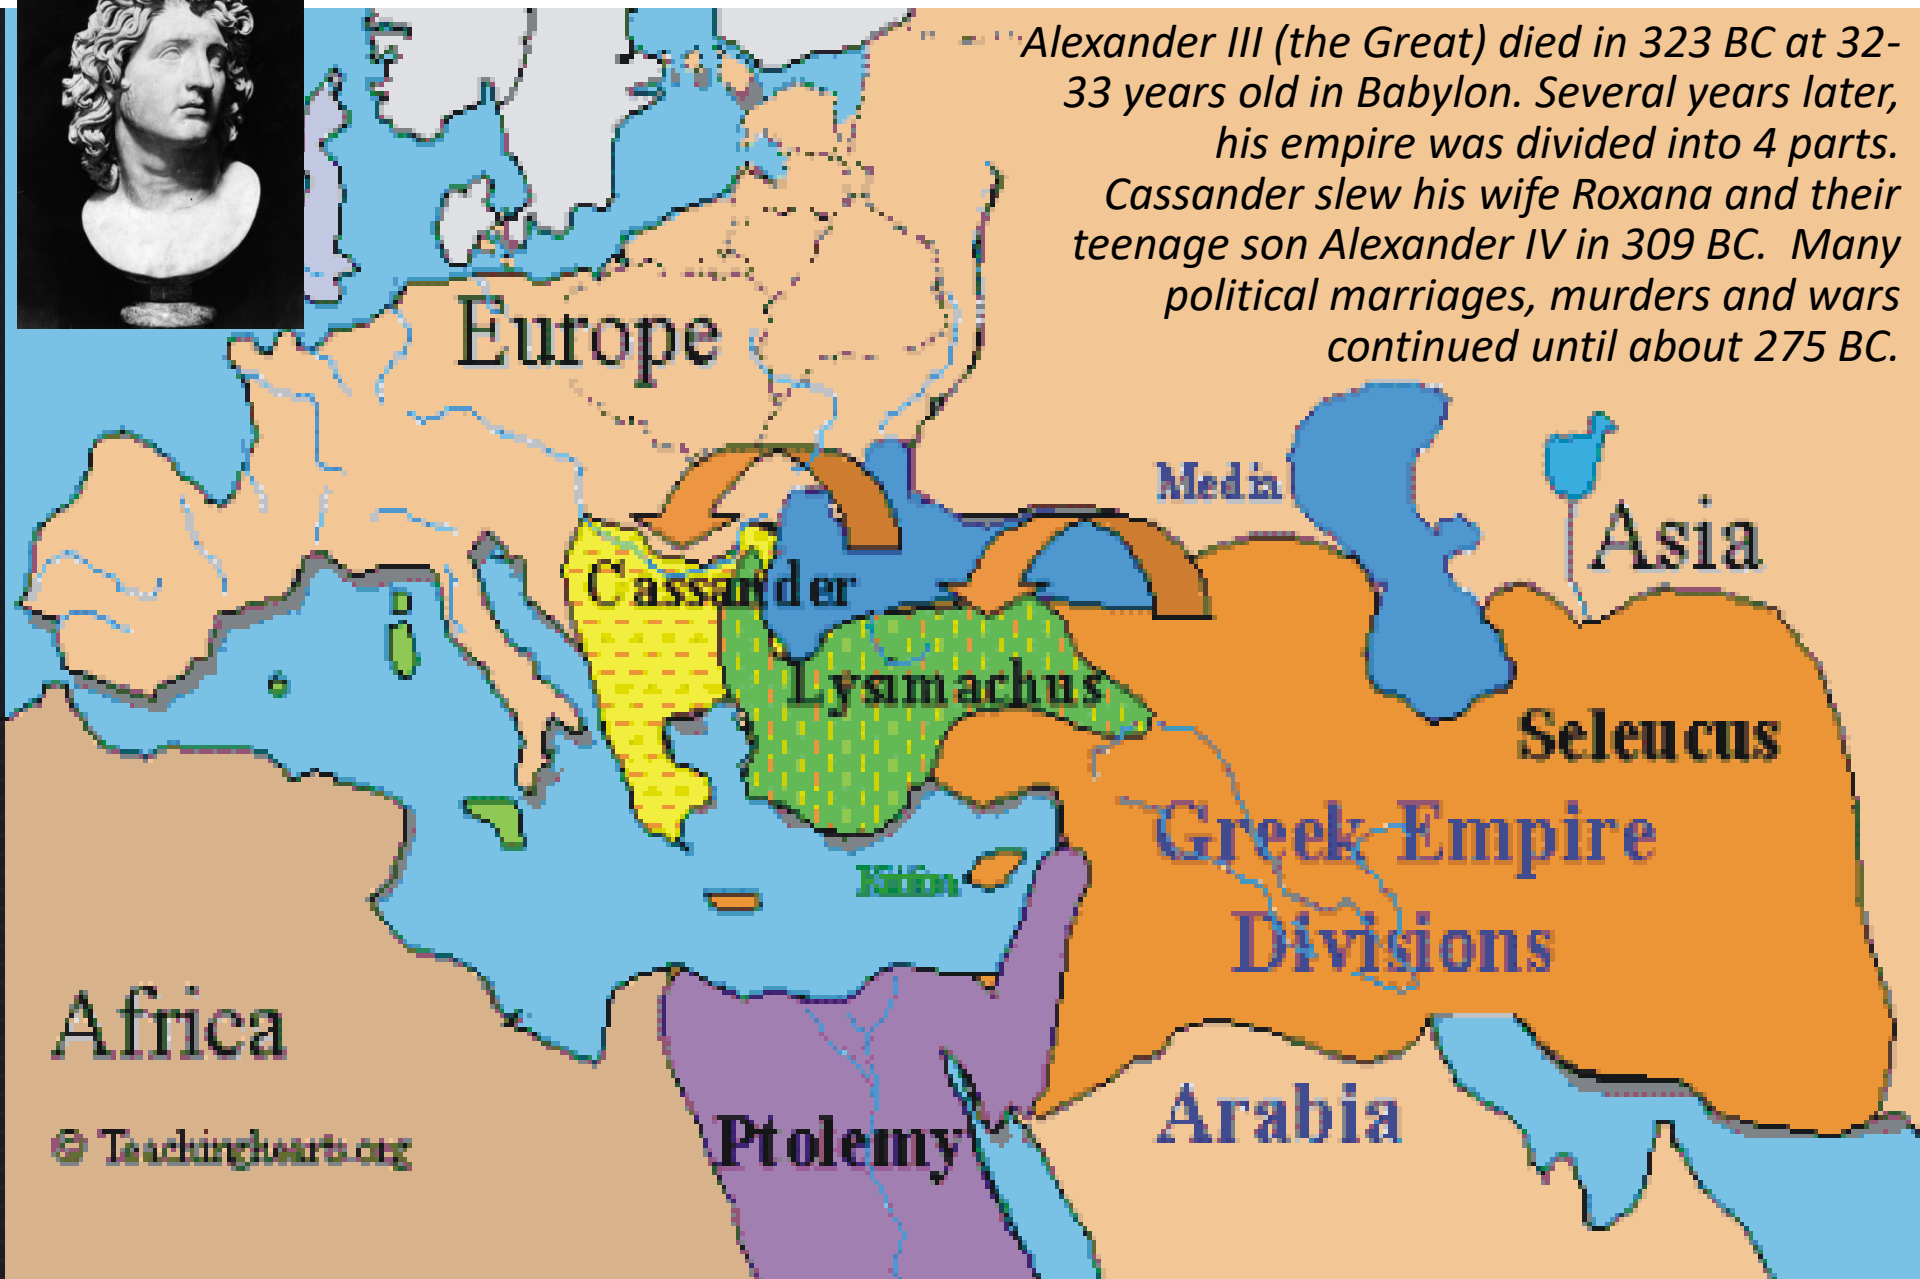 Alexander III (the Great) died in 323 BC at 32-
33 years old in Babylon. Several years later,
his empire was divided into 4 parts.
Cassander slew his wife Roxana and their
teenage son Alexander IV in 309 BC.  Many
political marriages, murders and wars
continued until about 275 BC.
Europe
Media
Asia
Cassander
Lysimachus
Seleucus
Greek Empire
Divisions
Africa
Arabia
Ptolemy
© Teachinghearts.org